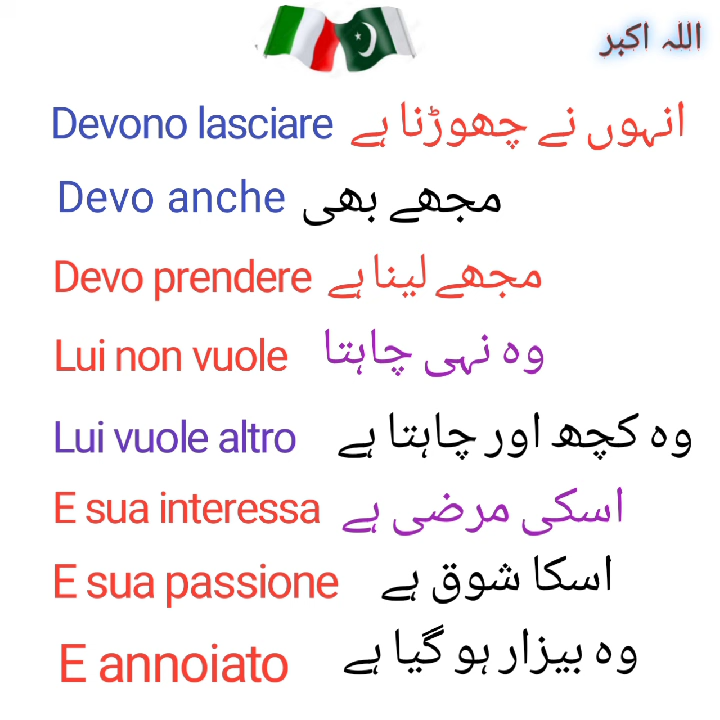 اللہ اکبر
Devono lasciare انہوں نے چھوڑنا ہے
Devo anche مجھے بھی
Devo prendere مجھے لینا ہے
Lui non vuole وہ نہی چاہتا
Lui vuole altro وہ کچھ اور چاہتا ہے
E sua interessa اسکی مرضی ہے
E sua passione اسکا شوق ہے
E annoiato وہ بیزار ہو گیا ہے